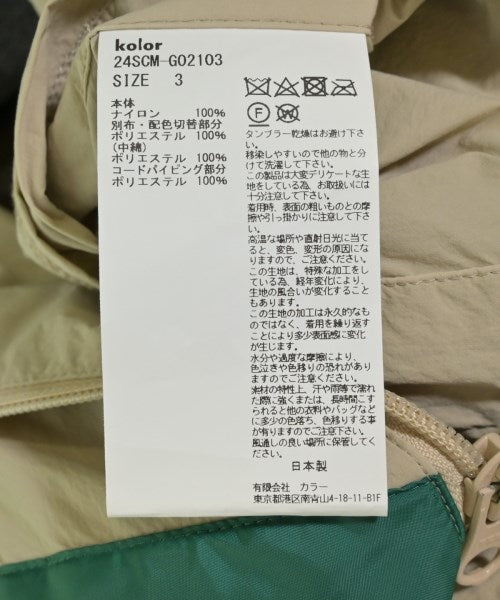 kolor
24SCM-G02103
SIZE 3
本体
ナイロン 100%
別布・配色切替部分
ポリエステル 100%
(中綿)
ポリエステル 100%
コードパイピング部分
ポリエステル 100%
F
W
タンブラー乾燥はお避け下さ
い。
移染しやすいので他の物と分
けて洗濯して下さい。
この製品は大変デリケートな生
地をしている為、お取扱いには
十分注意して下さい。
着用時、表面の粗いものとの摩
擦や引っ掛かりに注意して下さ
い。
高温な場所や直射日光に当て
ると、変色、変形の原因にな
りますので、ご注意下さい。
この生地は、特殊な加工をし
ている為、経年変化により、
生地の風合いが変化すること
もあります。
この生地の加工は永久的なも
のではなく、着用を繰り返す
ことにより多少表面感に変化
が生じます。
水分や過度な摩擦により、
色泣きや色移りの恐れがあり
ますのでご注意ください。
素材の特性上、汗や雨等で濡れ
た際に強くまたは、長時間こす
られると他の衣料やバッグなど
に多少の色落ち、色移りする事
が有りますのでご注意ください。
風通しの良い場所に保管してく
ださい。
日本製
有限会社 カラー
東京都港区南青山4-18-11-B1F